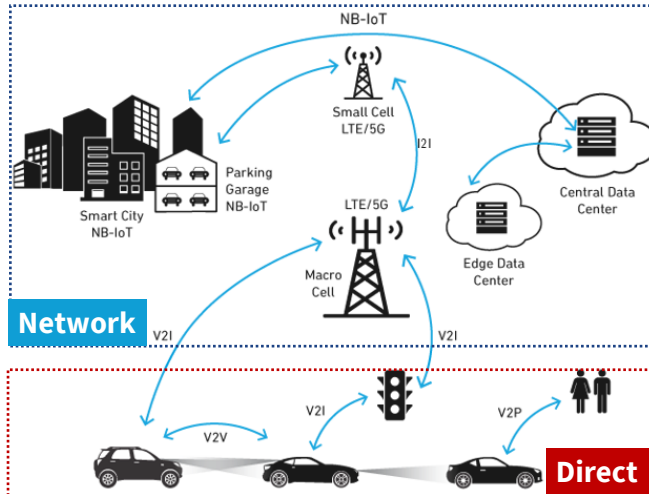 NB-IoT
Small Cell
LTE/5G
I2I
Parking
Garage
NB-IoT
Smart City
NB-IoT
Central Data
Center
LTE/5G
Edge Data
Center
Macro
Cell
Network
V2I
V2I
V2I
V2P
V2V
Direct